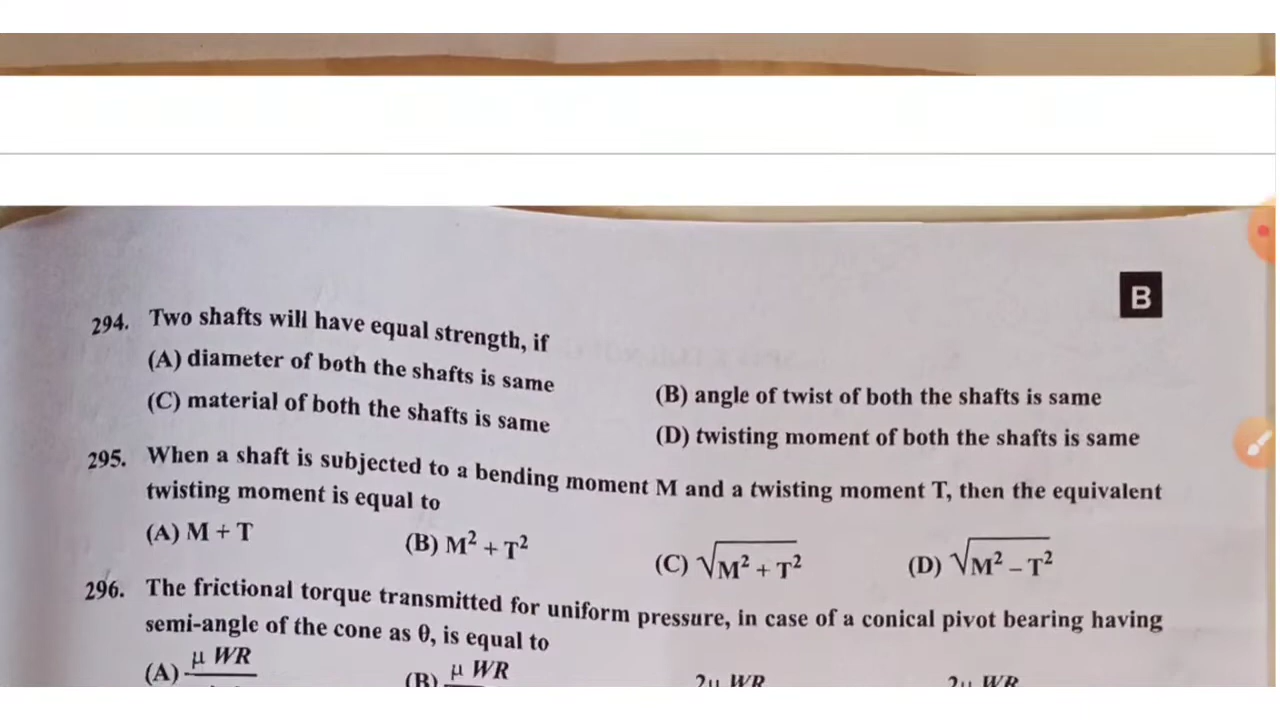 B
294. Two shafts will have equal strength, if
(A) diameter of both the shafts is same
(B) angle of twist of both the shafts is same
(C) material of both the shafts is same
(D) twisting moment of both the shafts is same
295. When a shaft is subjected to a bending moment M and a twisting moment T, then the equivalent
twisting moment is equal to
(A) M + T (B) M² + T² (C) √(M² + T²) (D) √(M² – T²)
296. The frictional torque transmitted for uniform pressure, in case of a conical pivot bearing having
semi-angle of the cone as θ, is equal to
(A) μ WR (B) μ WR 2μ WR 2μ WR